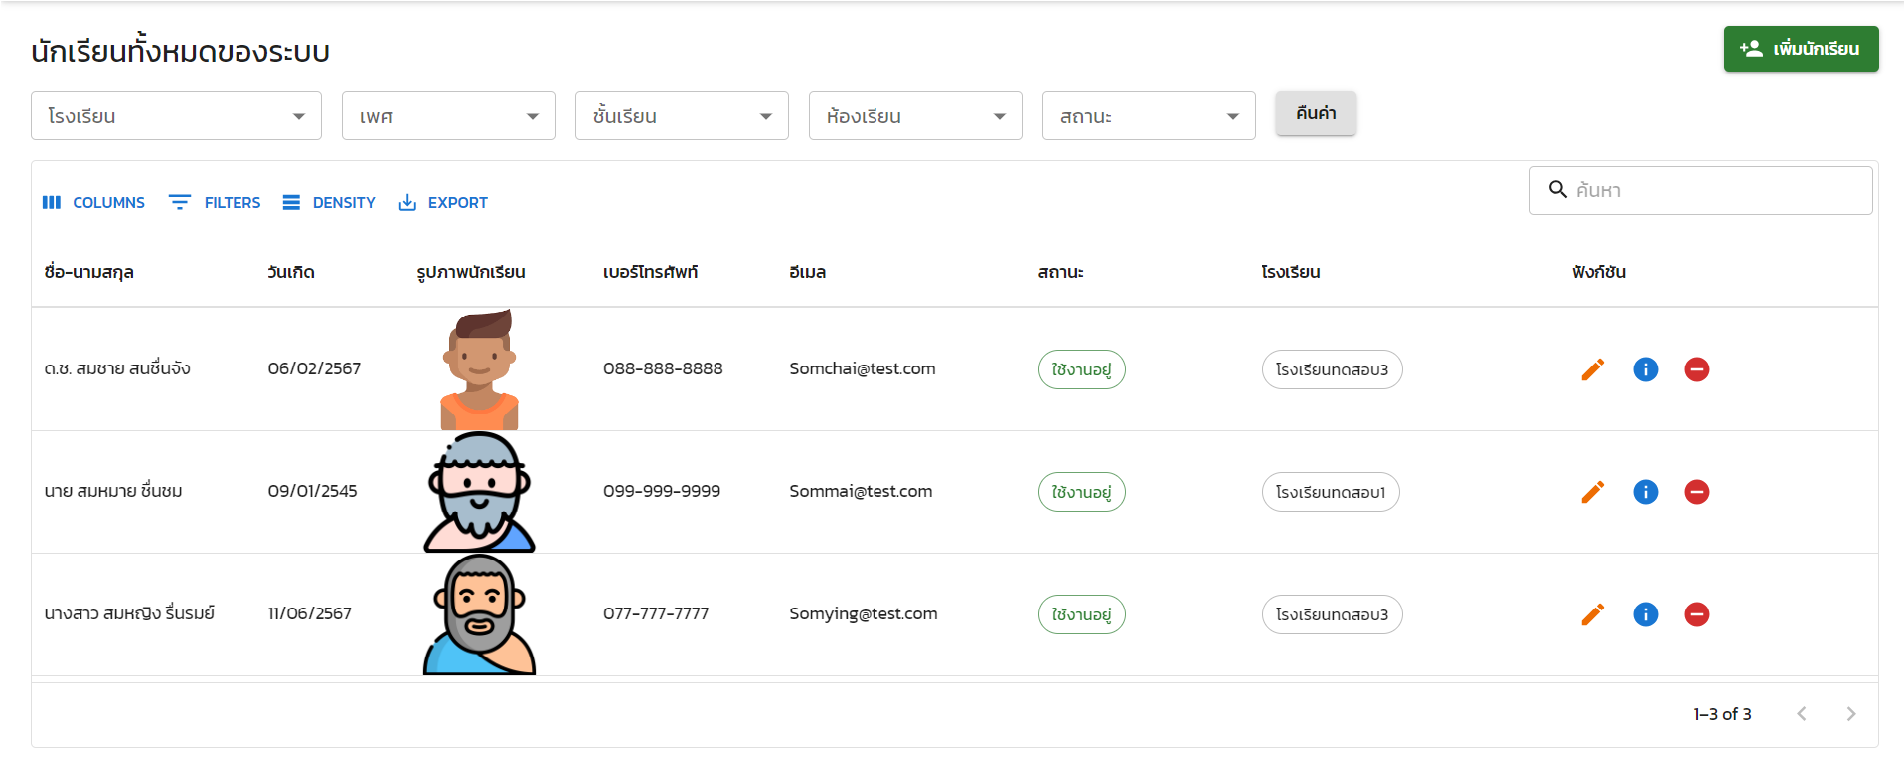 นักเรียนทั้งหมดของระบบ
เพิ่มนักเรียน
โรงเรียน เพศ ชั้นเรียน ห้องเรียน สถานะ คืนค่า
COLUMNS FILTERS DENSITY EXPORT ค้นหา
ชื่อ-นามสกุล วันเกิด รูปภาพนักเรียน เบอร์โทรศัพท์ อีเมล สถานะ โรงเรียน ฟังก์ชัน
ด.ช. สมชาย สนชื่นจัง 06/02/2567 088-888-8888 Somchai@test.com ใช้งานอยู่ โรงเรียนทดสอบ3
นาย สมหมาย ชื่นชม 09/01/2545 099-999-9999 Sommai@test.com ใช้งานอยู่ โรงเรียนทดสอบ1
นางสาว สมหญิง รื่นรมย์ 11/06/2567 077-777-7777 Somying@test.com ใช้งานอยู่ โรงเรียนทดสอบ3
1–3 of 3